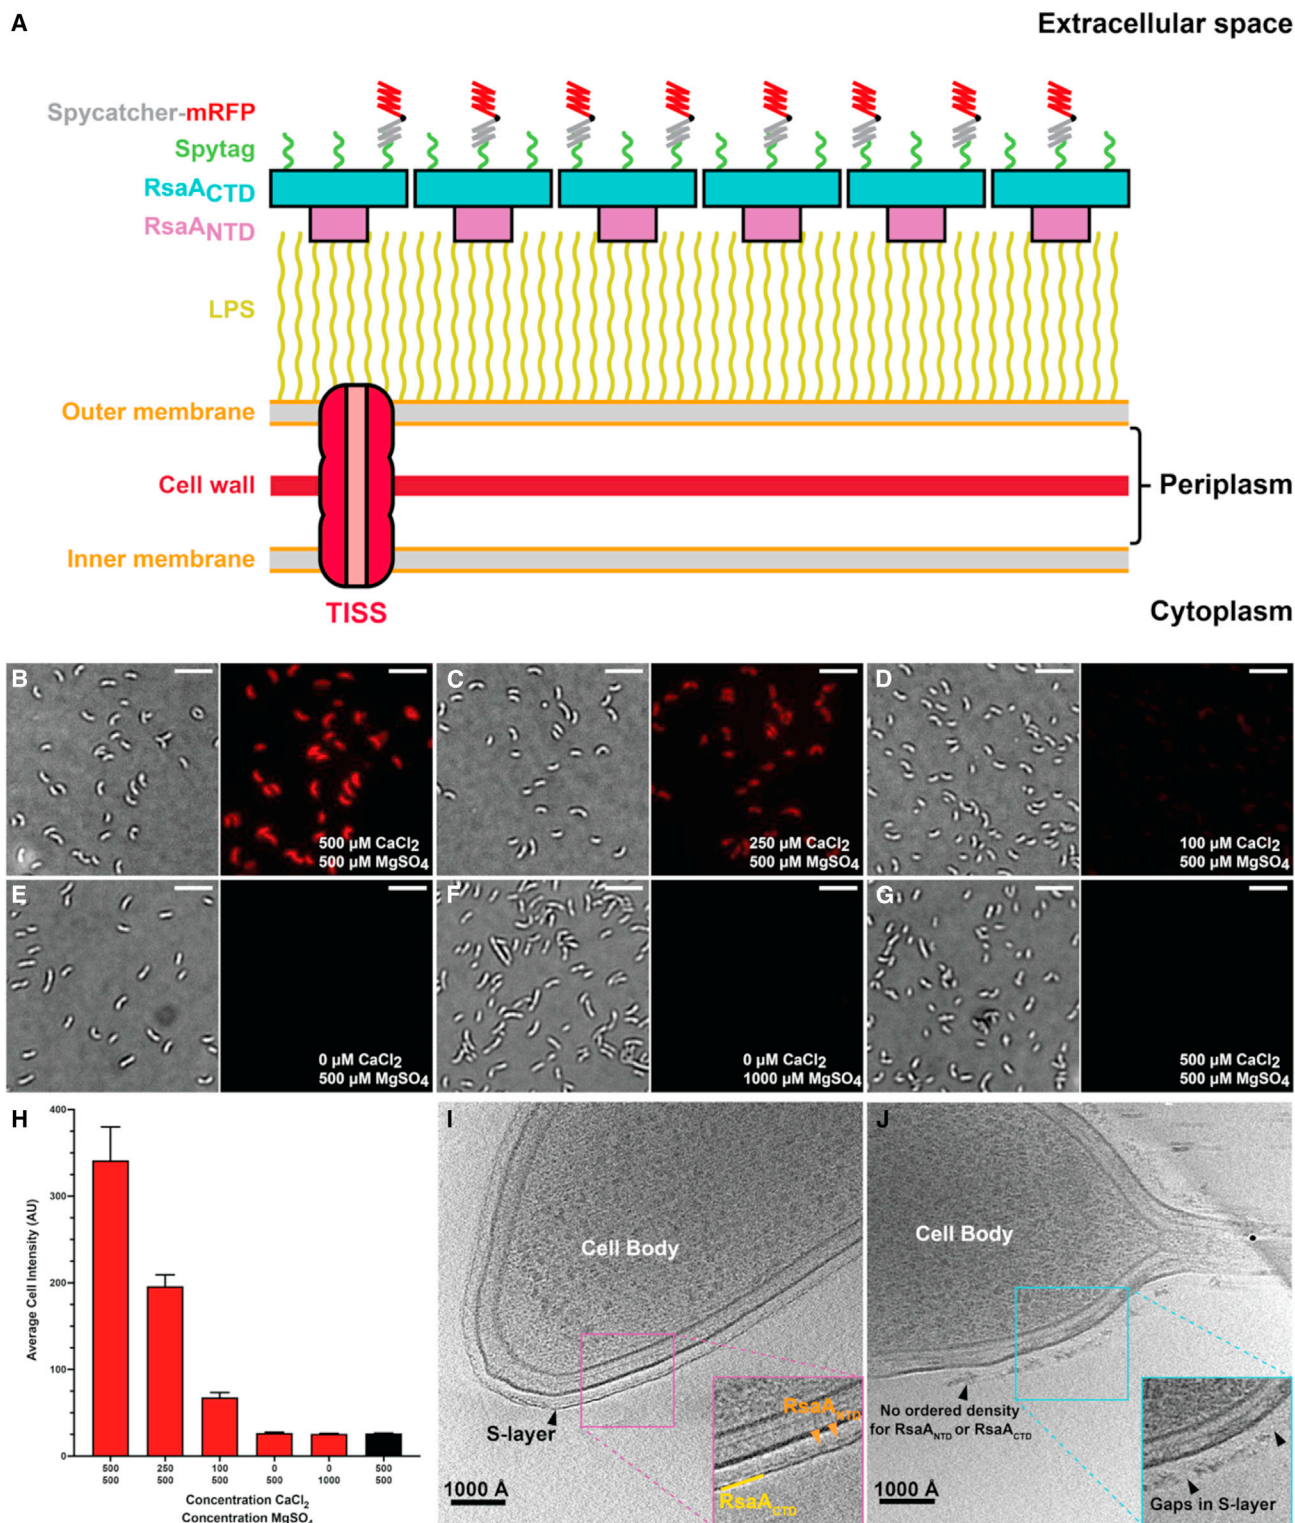 A
Extracellular space
Spycatcher-mRFP
Spytag
RsaACTD
RsaANTD
LPS
Outer membrane
Cell wall
Periplasm
Inner membrane
TISS
Cytoplasm
B
500 µM CaCl2
500 µM MgSO4
C
250 µM CaCl2
500 µM MgSO4
D
100 µM CaCl2
500 µM MgSO4
E
0 µM CaCl2
500 µM MgSO4
F
0 µM CaCl2
1000 µM MgSO4
G
500 µM CaCl2
500 µM MgSO4
H
400
300
200
100
0
Average Cell Intensity (AU)
500 250 100 0 0 500
500 500 500 500 1000 500
Concentration CaCl2
Concentration MgSO4
I
Cell Body
S-layer
1000 Å
RsaANTD
RsaACTD
J
Cell Body
No ordered density
for RsaANTD or RsaACTD
1000 Å
Gaps in S-layer